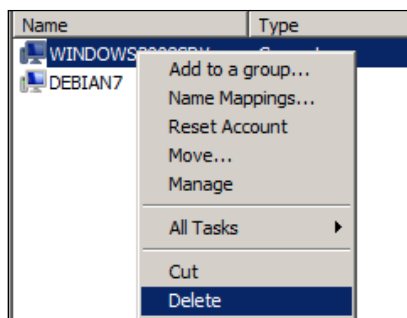 Name Type
Add to a group...
DEBIAN7
Name Mappings...
Reset Account
Move...
Manage
All Tasks
Cut
Delete